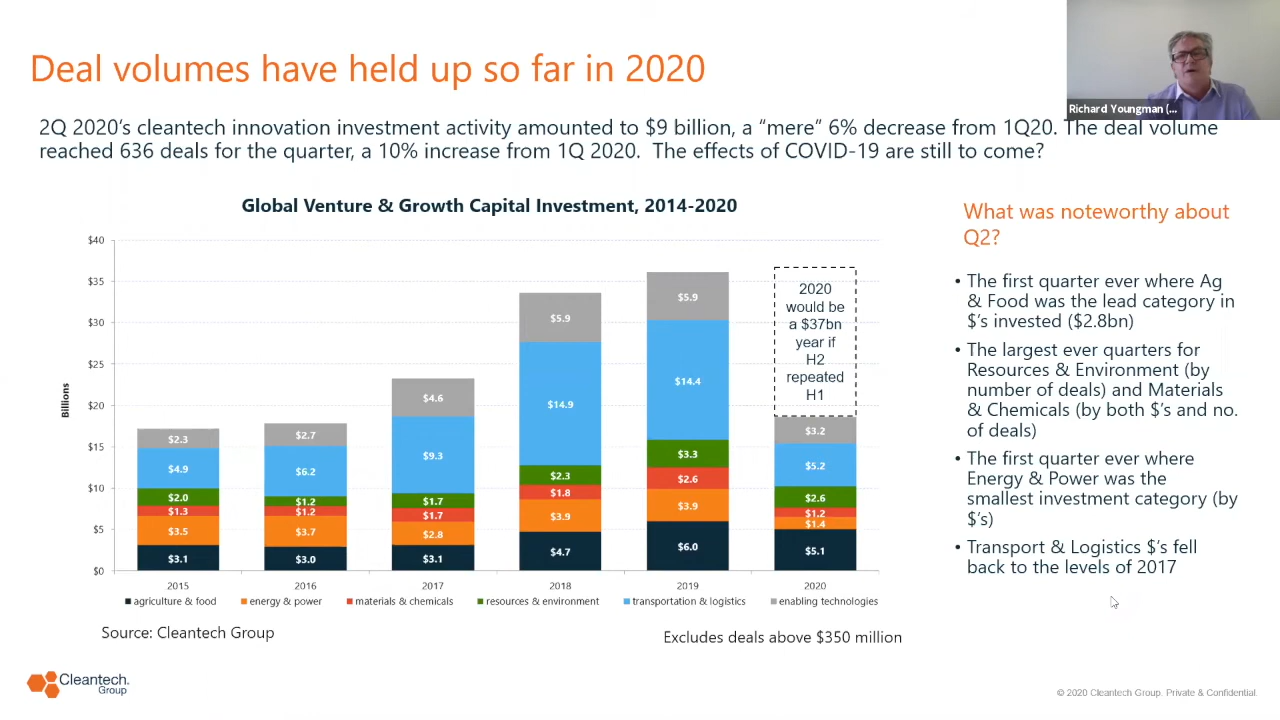 Deal volumes have held up so far in 2020
Richard Youngman (...
2Q 2020's cleantech innovation investment activity amounted to $9 billion, a “mere” 6% decrease from 1Q20. The deal volume
reached 636 deals for the quarter, a 10% increase from 1Q 2020. The effects of COVID-19 are still to come?
Global Venture & Growth Capital Investment, 2014-2020
Billions
$40
$35
$30
$25
$20
$15
$10
$5
$0
$2.3
$4.9
$2.0
$1.3
$3.5
$3.1
2015
$2.7
$6.2
$1.2
$1.2
$3.7
$3.0
2016
$4.6
$9.3
$1.7
$1.7
$2.8
$3.1
2017
$5.9
$14.9
$2.3
$1.8
$3.9
$4.7
2018
$5.9
$14.4
$3.3
$2.6
$3.9
$6.0
2019
2020
would be
a $37bn
year if
H2
repeated
H1
$3.2
$5.2
$2.6
$1.2
$1.4
$5.1
2020
agriculture & food energy & power materials & chemicals resources & environment transportation & logistics enabling technologies
Source: Cleantech Group
Excludes deals above $350 million
What was noteworthy about
Q2?
• The first quarter ever where Ag
& Food was the lead category in
$'s invested ($2.8bn)
• The largest ever quarters for
Resources & Environment (by
number of deals) and Materials
& Chemicals (by both $'s and no.
of deals)
• The first quarter ever where
Energy & Power was the
smallest investment category (by
$'s)
• Transport & Logistics $'s fell
back to the levels of 2017
Cleantech.
Group
© 2020 Cleantech Group. Private & Confidential.